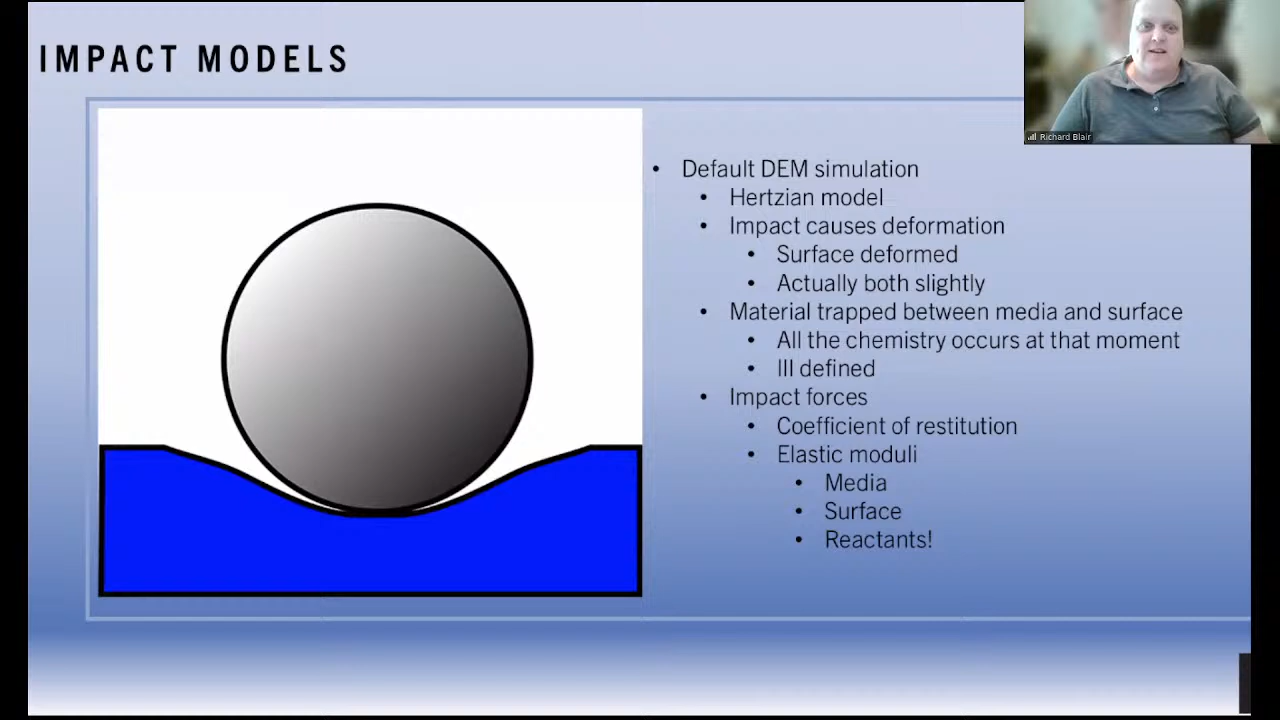 IMPACT MODELS
Richard Blair
• Default DEM simulation
• Hertzian model
• Impact causes deformation
• Surface deformed
• Actually both slightly
• Material trapped between media and surface
• All the chemistry occurs at that moment
• Ill defined
• Impact forces
• Coefficient of restitution
• Elastic moduli
• Media
• Surface
• Reactants!